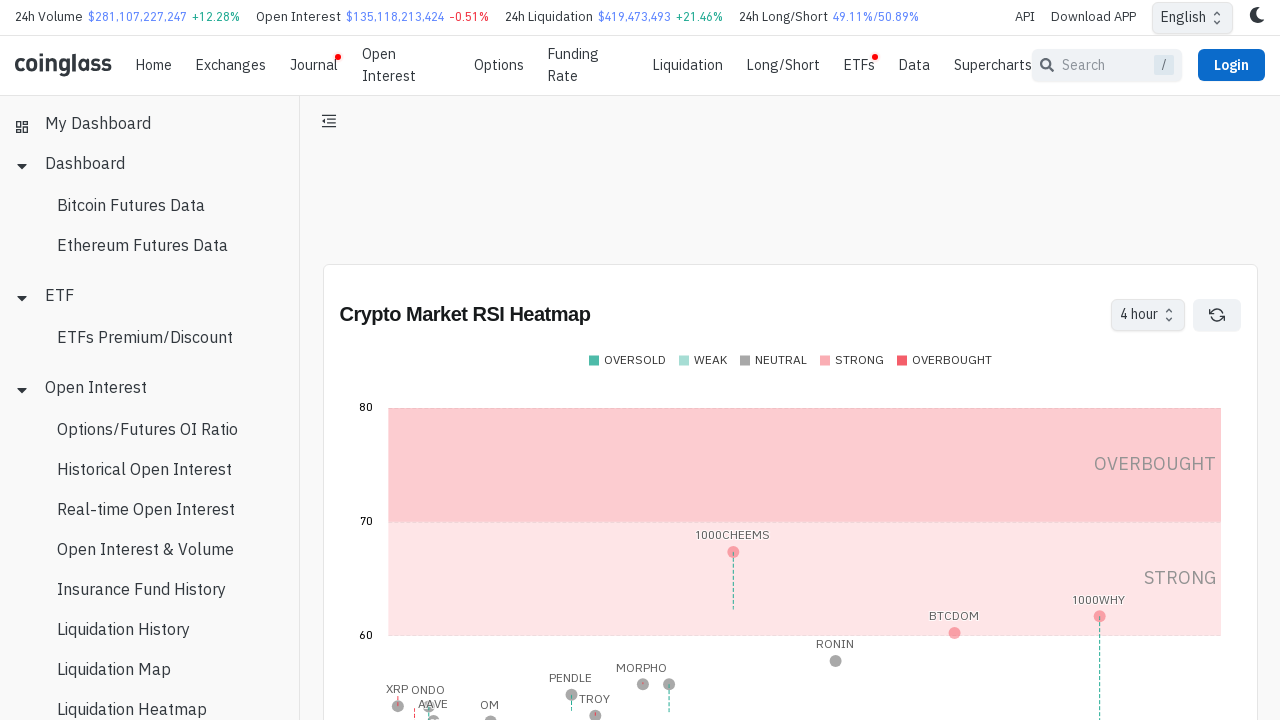 24h Volume $281,107,227,247 +12.28% Open Interest $135,118,213,424 -0.51% 24h Liquidation $419,473,493 +21.46% 24h Long/Short 49.11%/50.89% API Download APP English
coinglass Home Exchanges Journal Open Interest Options Funding Rate Liquidation Long/Short ETFs Data Supercharts Search / Login
My Dashboard
Dashboard
Bitcoin Futures Data
Ethereum Futures Data
ETF
ETFs Premium/Discount
Open Interest
Options/Futures OI Ratio
Historical Open Interest
Real-time Open Interest
Open Interest & Volume
Insurance Fund History
Liquidation History
Liquidation Map
Liquidation Heatmap
Crypto Market RSI Heatmap 4 hour
OVERSOLD WEAK NEUTRAL STRONG OVERBOUGHT
80
OVERBOUGHT
70
1000CHEEMS
STRONG
1000WHY
BTCDOM
60
RONIN
MORPHO
PENDLE
XRP ONDO
TROY
AAVE OM